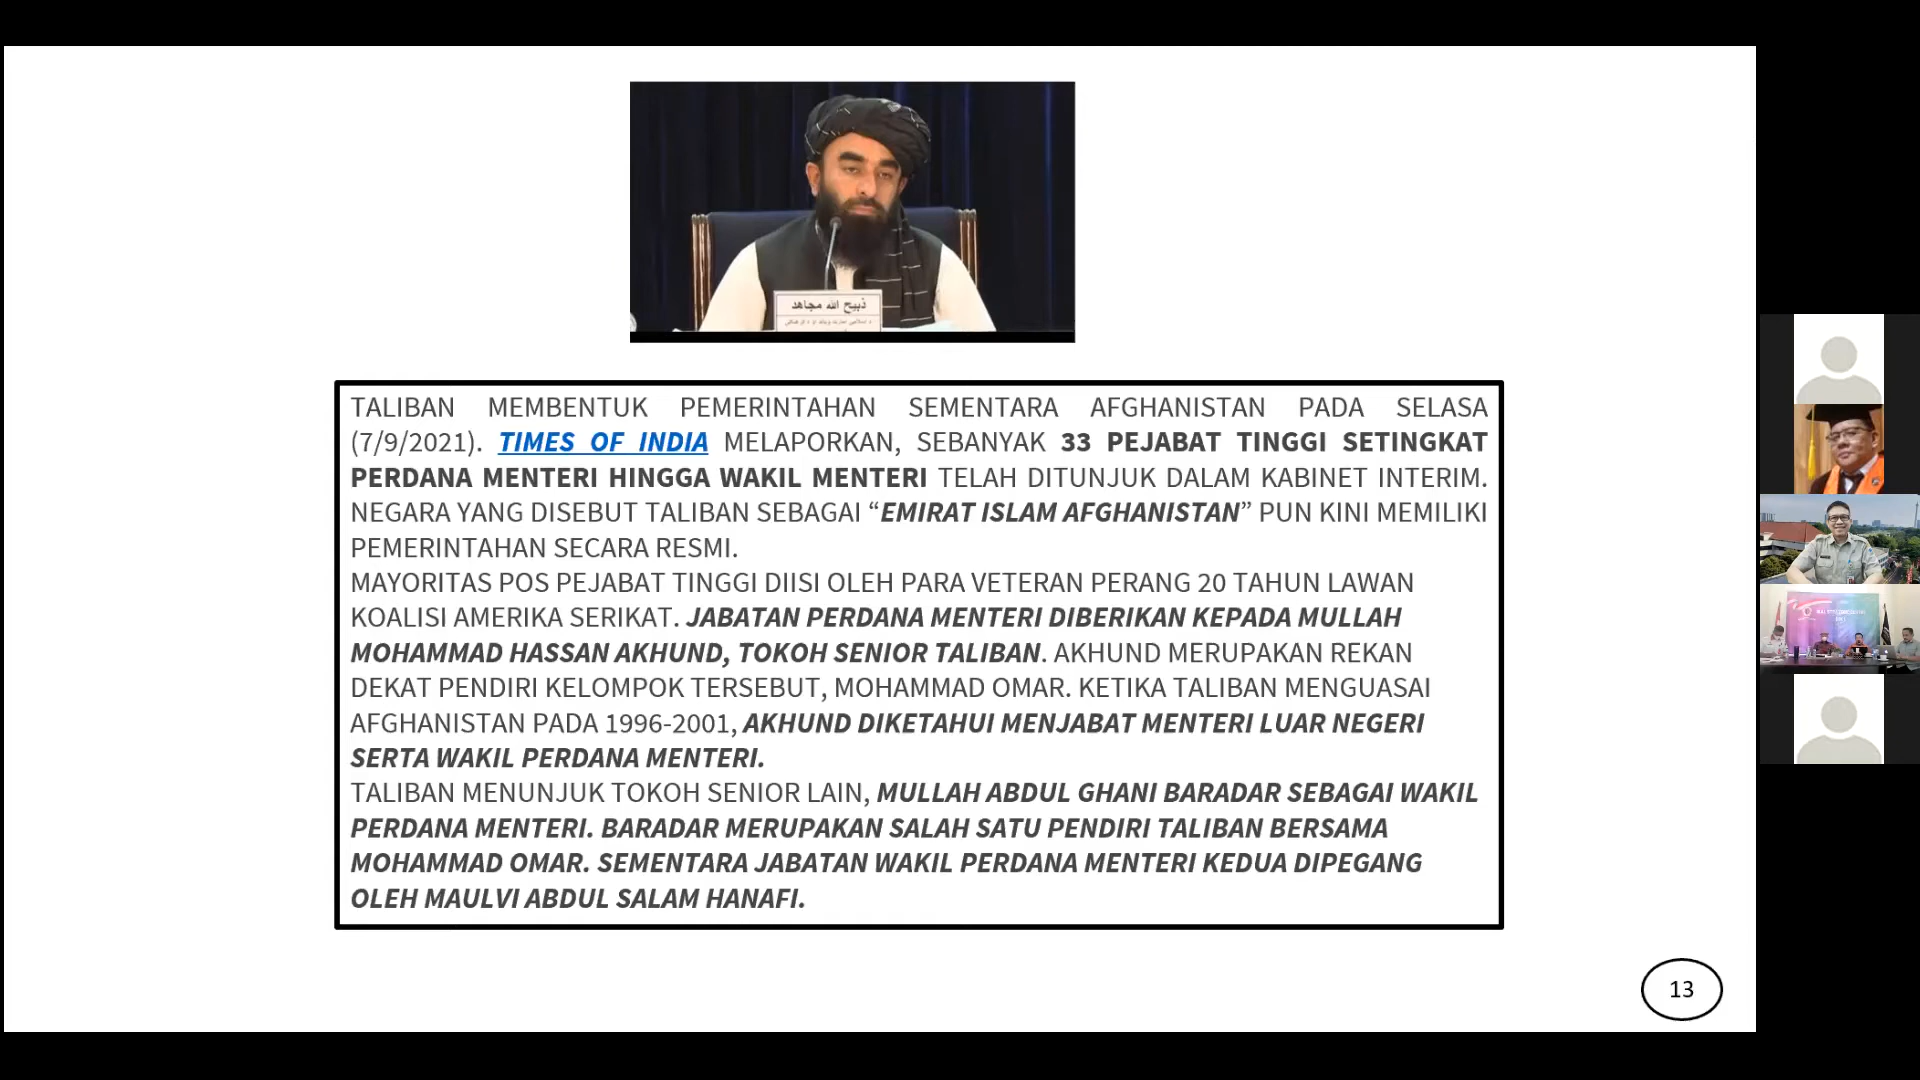 ذبیح الله مجاهد
TALIBAN MEMBENTUK PEMERINTAHAN SEMENTARA AFGHANISTAN PADA SELASA
(7/9/2021). TIMES OF INDIA MELAPORKAN, SEBANYAK 33 PEJABAT TINGGI SETINGKAT
PERDANA MENTERI HINGGA WAKIL MENTERI TELAH DITUNJUK DALAM KABINET INTERIM.
NEGARA YANG DISEBUT TALIBAN SEBAGAI “EMIRAT ISLAM AFGHANISTAN” PUN KINI MEMILIKI
PEMERINTAHAN SECARA RESMI.
MAYORITAS POS PEJABAT TINGGI DIISI OLEH PARA VETERAN PERANG 20 TAHUN LAWAN
KOALISI AMERIKA SERIKAT. JABATAN PERDANA MENTERI DIBERIKAN KEPADA MULLAH
MOHAMMAD HASSAN AKHUND, TOKOH SENIOR TALIBAN. AKHUND MERUPAKAN REKAN
DEKAT PENDIRI KELOMPOK TERSEBUT, MOHAMMAD OMAR. KETIKA TALIBAN MENGUASAI
AFGHANISTAN PADA 1996-2001, AKHUND DIKETAHUI MENJABAT MENTERI LUAR NEGERI
SERTA WAKIL PERDANA MENTERI.
TALIBAN MENUNJUK TOKOH SENIOR LAIN, MULLAH ABDUL GHANI BARADAR SEBAGAI WAKIL
PERDANA MENTERI. BARADAR MERUPAKAN SALAH SATU PENDIRI TALIBAN BERSAMA
MOHAMMAD OMAR. SEMENTARA JABATAN WAKIL PERDANA MENTERI KEDUA DIPEGANG
OLEH MAULVI ABDUL SALAM HANAFI.
13